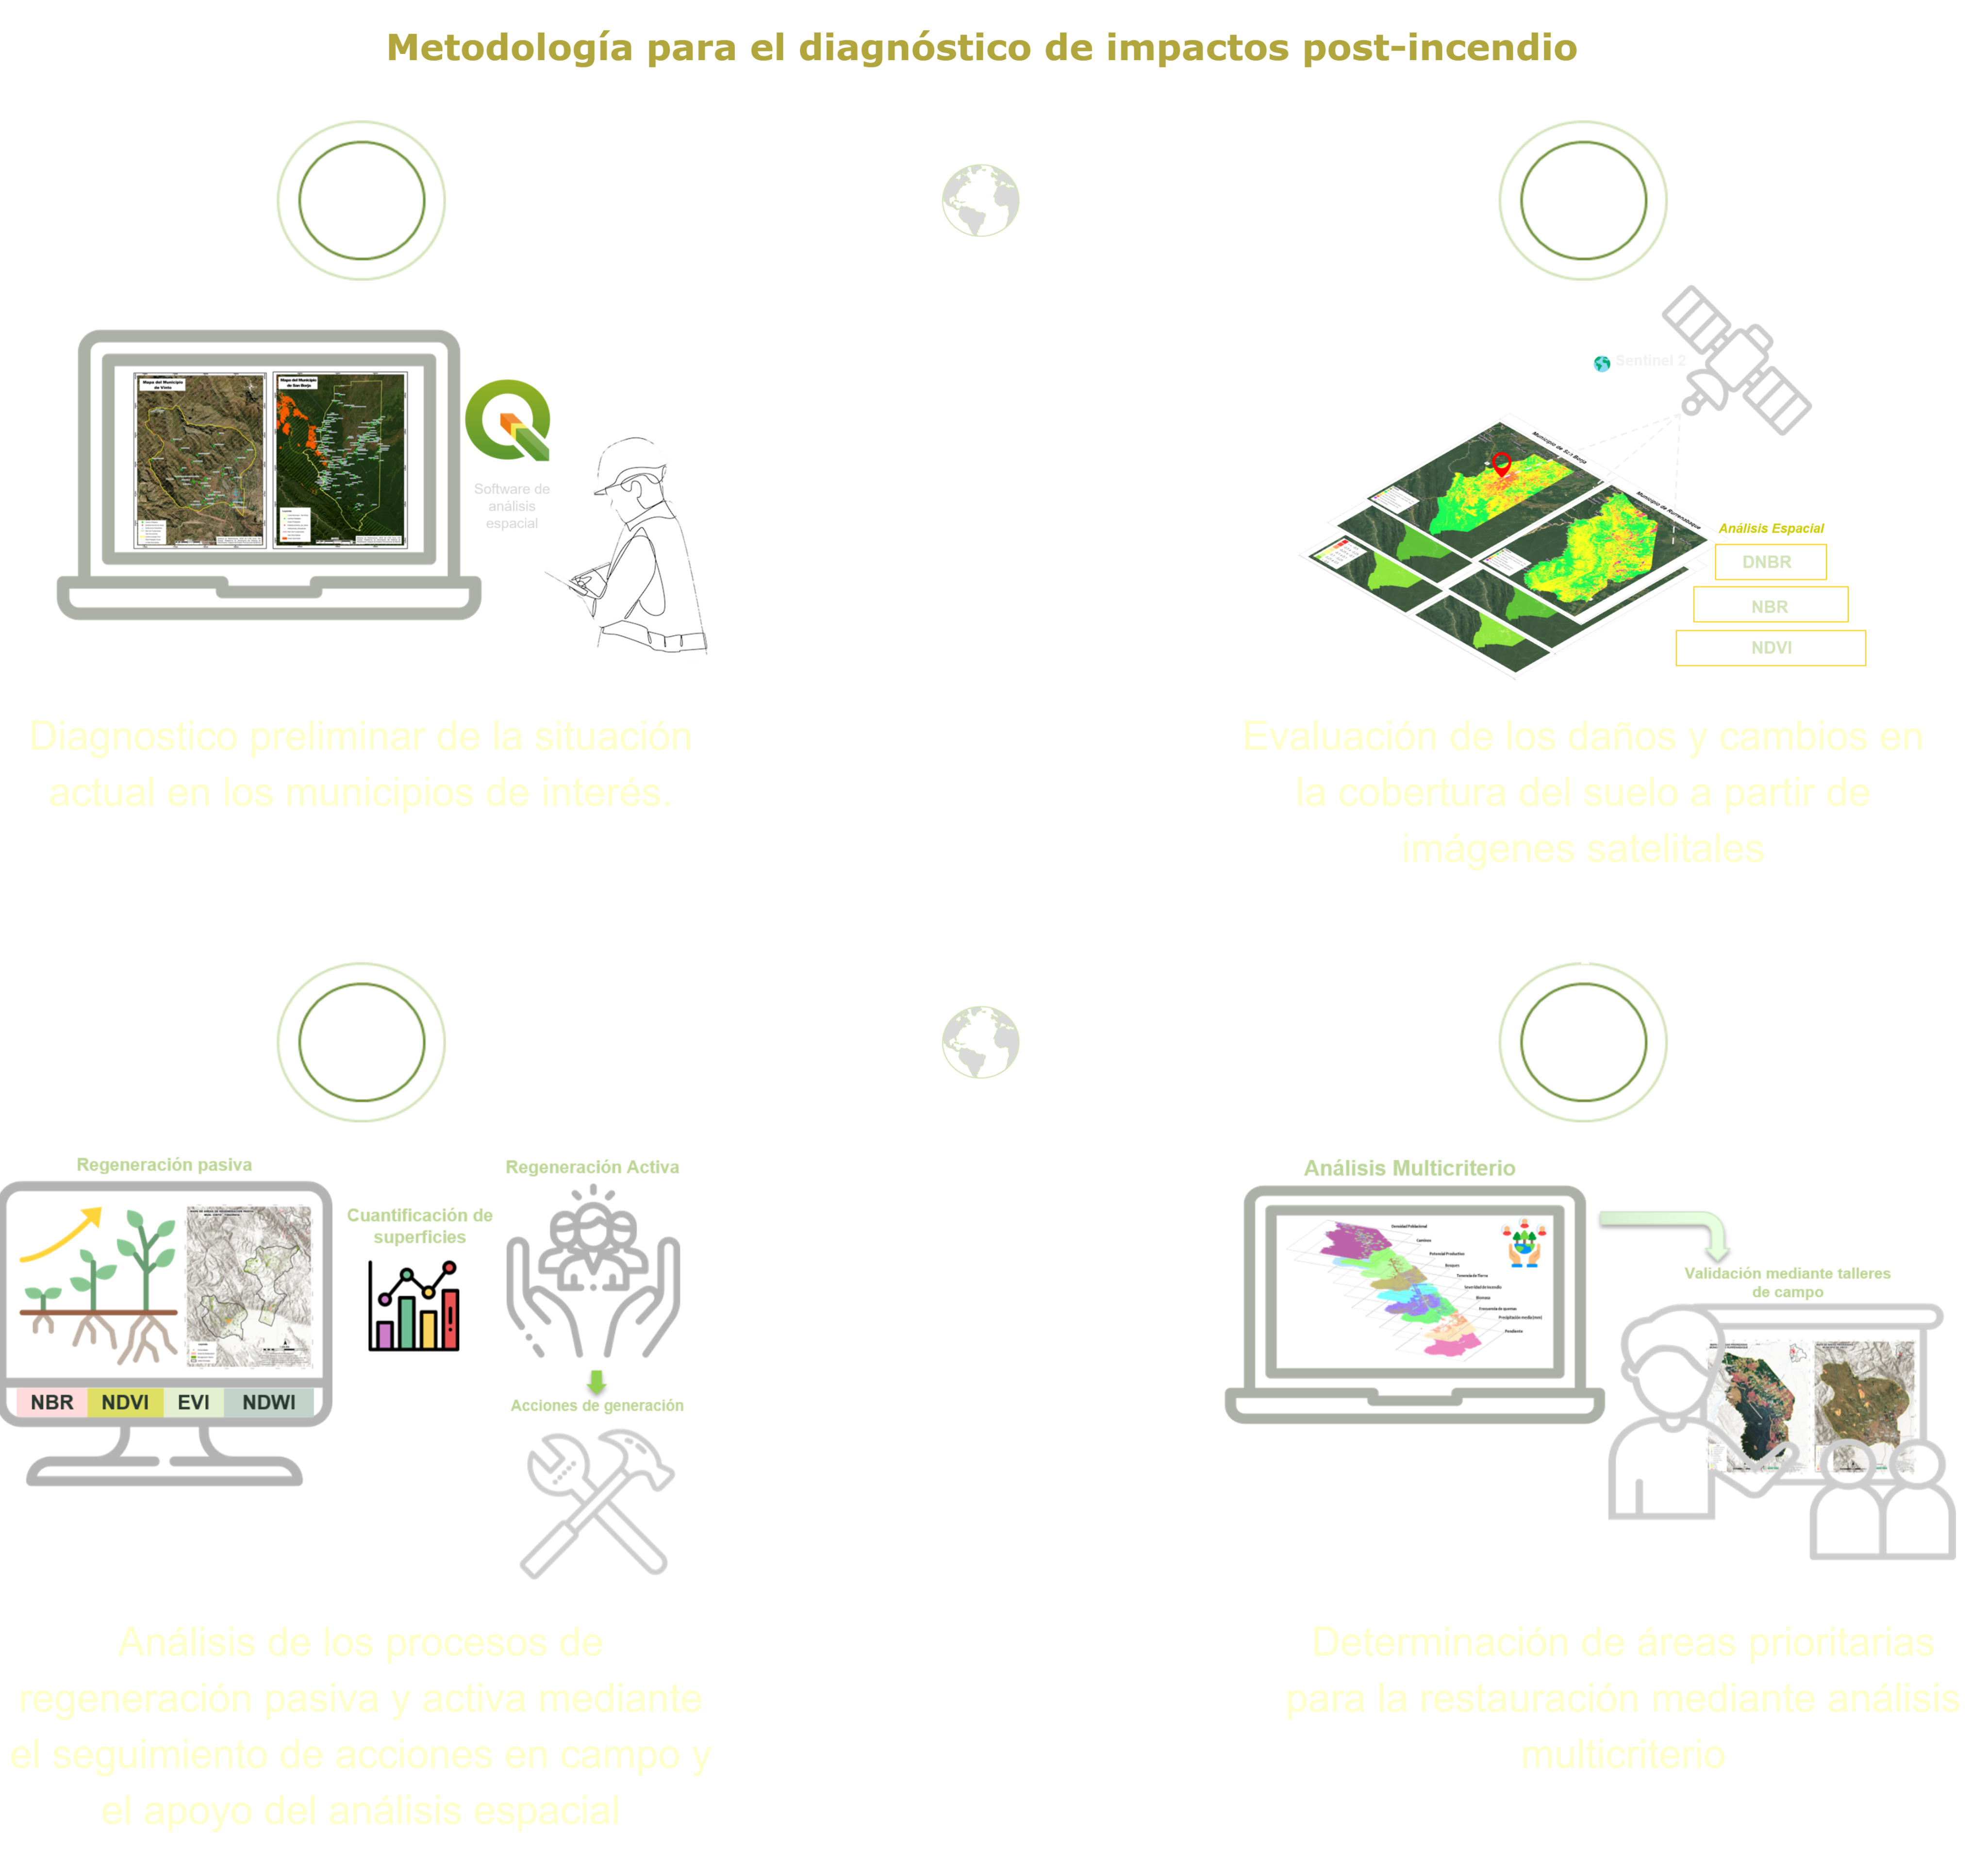 Metodología para el diagnóstico de impactos post-incendio
Mapa del Municipio
de Vinto
Mapa del Municipio
de San Borja
Software de
análisis
espacial
Diagnostico preliminar de la situación
actual en los municipios de interés.
Sentinel 2
Municipio de San Borja
Municipio de Rurrenabaque
Análisis Espacial
DNBR
NBR
NDVI
Evaluación de los daños y cambios en
la cobertura del suelo a partir de
imágenes satelitales
Regeneración pasiva
NBR NDVI EVI NDWI
Cuantificación de
superficies
Regeneración Activa
Acciones de generación
Análisis de los procesos de
regeneración pasiva y activa mediante
el seguimiento de acciones en campo y
el apoyo del análisis espacial
Análisis Multicriterio
Densidad Poblacional
Caminos
Potencial Productivo
Bosques
Tenencia de Tierra
Severidad de incendio
Biomasa
Frecuencia de quemas
Precipitación media (mm)
Pendiente
Validación mediante talleres
de campo
Determinación de áreas prioritarias
para la restauración mediante análisis
multicriterio